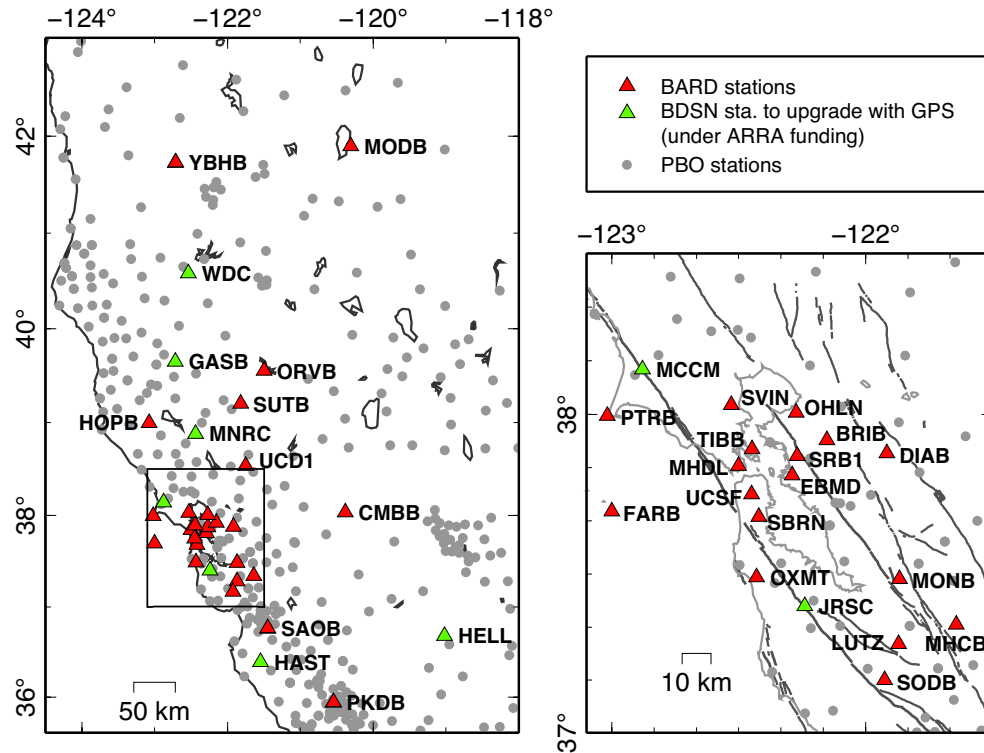 −124° −122° −120° −118°
42°
40°
38°
36°
YBHB
MODB
WDC
GASB
ORVB
SUTB
HOPB
MNRC
UCD1
CMBB
SAOB
HELL
HAST
PKDB
50 km
BARD stations
BDSN sta. to upgrade with GPS
(under ARRA funding)
PBO stations
−123° −122°
38°
37°
MCCM
PTRB
SVIN
OHLN
BRIB
TIBB
DIAB
MHDL
SRB1
EBMD
UCSF
FARB
SBRN
OXMT
MONB
JRSC
LUTZ
MHCB
SODB
10 km